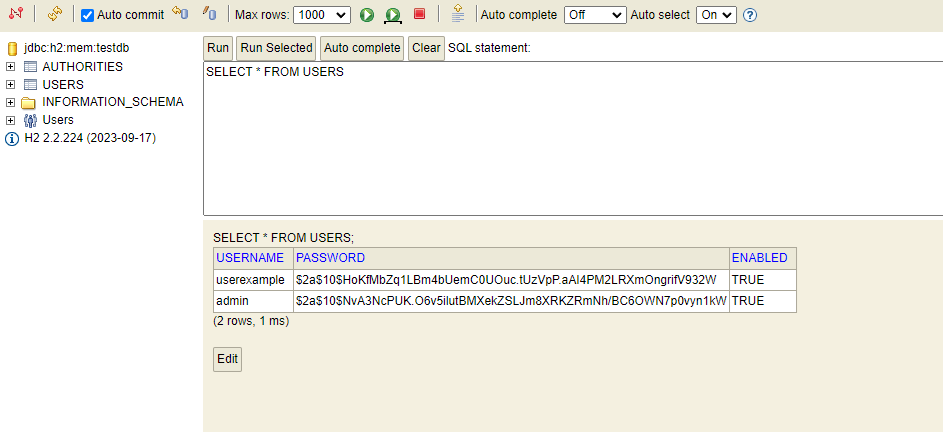 Auto commit Max rows: 1000 Auto complete Off Auto select On
jdbc:h2:mem:testdb
AUTHORITIES
USERS
INFORMATION_SCHEMA
Users
H2 2.2.224 (2023-09-17)
Run Run Selected Auto complete Clear SQL statement:
SELECT * FROM USERS
SELECT * FROM USERS;
USERNAME PASSWORD ENABLED
userexample $2a$10$HoKfMbZq1LBm4bUemC0UOuc.tUzVpP.aAI4PM2LRXmOngrifV932W TRUE
admin $2a$10$NvA3NcPUK.O6v5ilutBMXekZSLJm8XRKZRmNh/BC6OWN7p0vyn1kW TRUE
(2 rows, 1 ms)
Edit